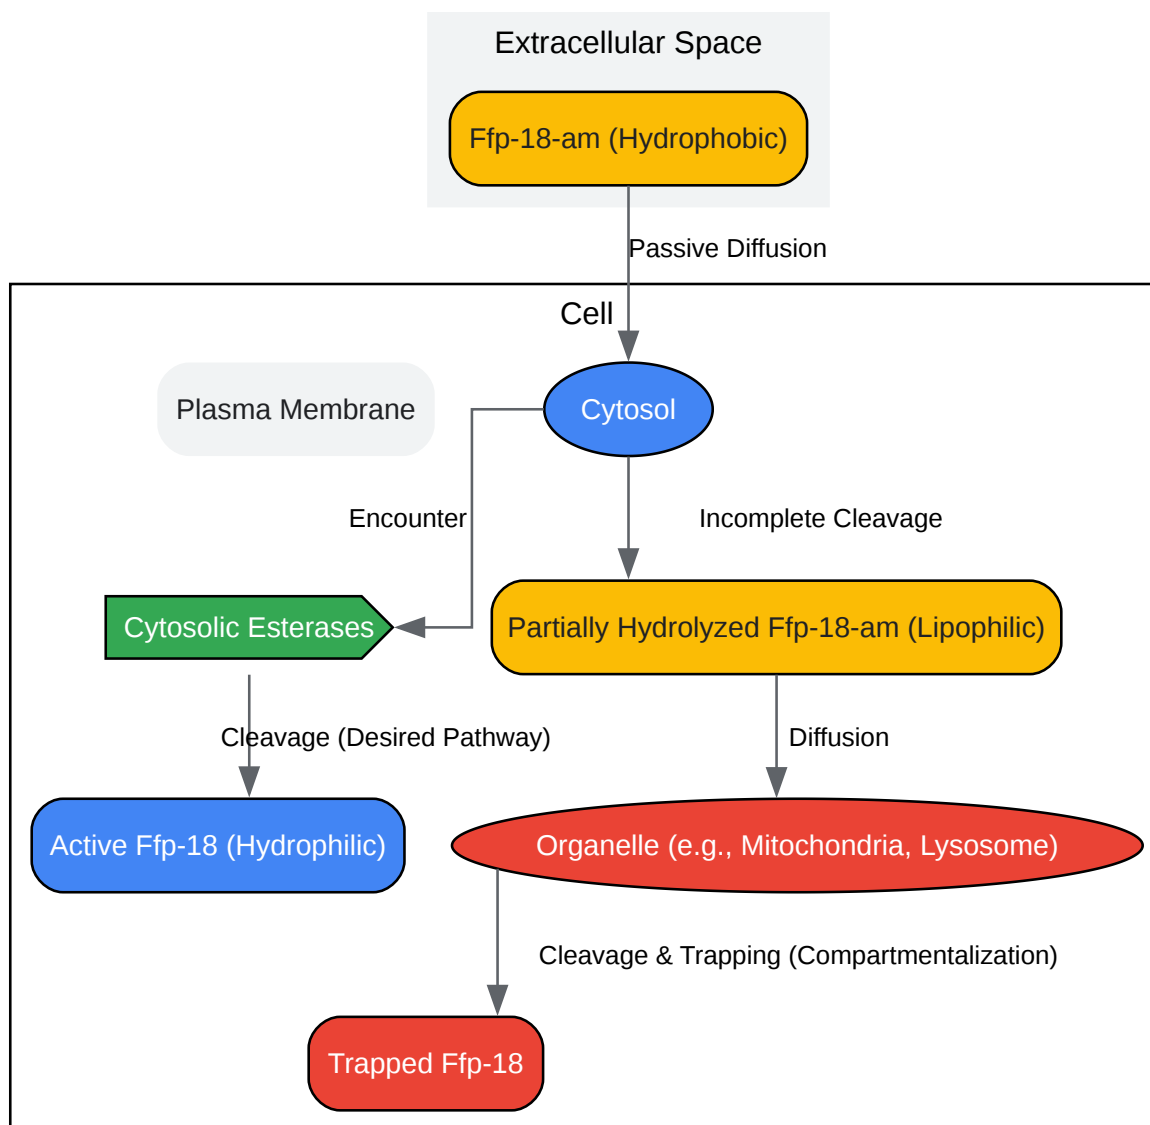 Extracellular Space
Ffp-18-am (Hydrophobic)
Passive Diffusion
Cell
Plasma Membrane
Cytosol
Encounter
Incomplete Cleavage
Cytosolic Esterases
Partially Hydrolyzed Ffp-18-am (Lipophilic)
Cleavage (Desired Pathway)
Diffusion
Active Ffp-18 (Hydrophilic)
Organelle (e.g., Mitochondria, Lysosome)
Cleavage & Trapping (Compartmentalization)
Trapped Ffp-18